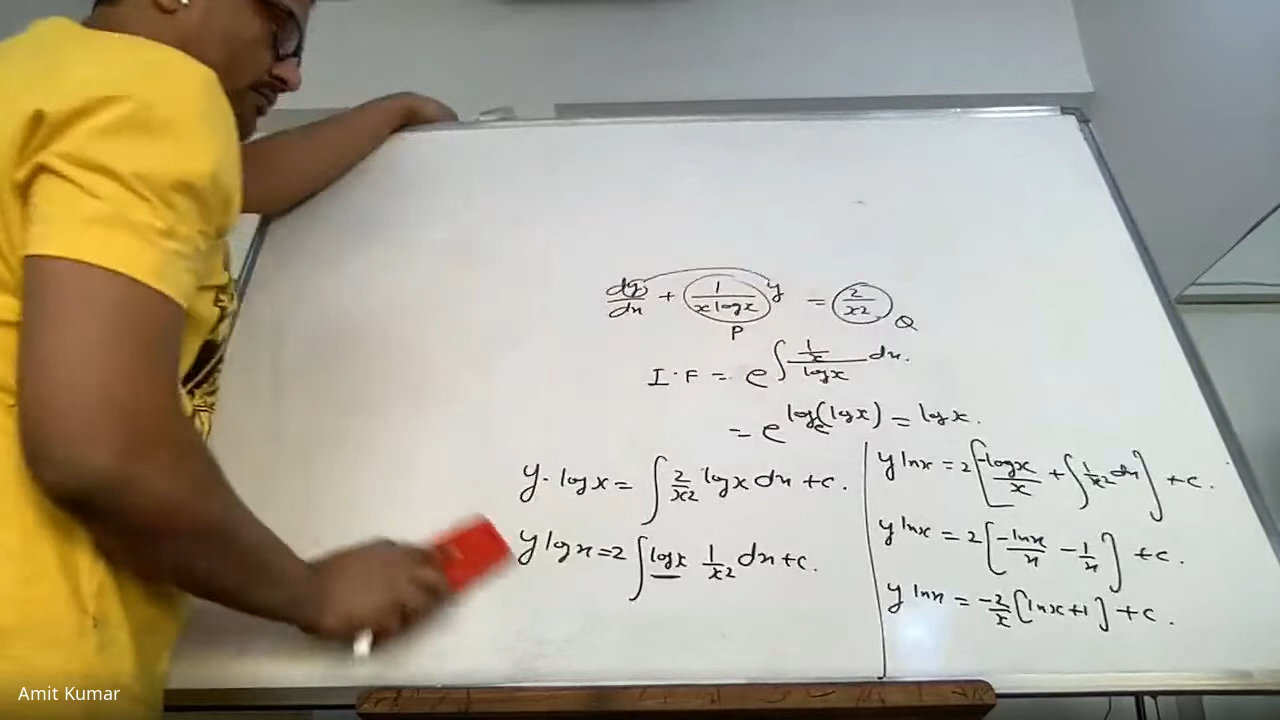 dy/dx + 1/(x log x) y = 2/x²
P Q
I.F = e^∫ (1/x)/(log x) dx.
= e^log_e(log x) = log x.
y. log x = ∫ 2/x² log x dx + c.
y log x = 2 ∫ log x 1/x² dx + c.
y ln x = 2 [-log x/x + ∫ 1/x² dx] + c.
y ln x = 2 [-ln x/x - 1/x] + c.
y ln x = -2/x [ln x + 1] + c.
Amit Kumar